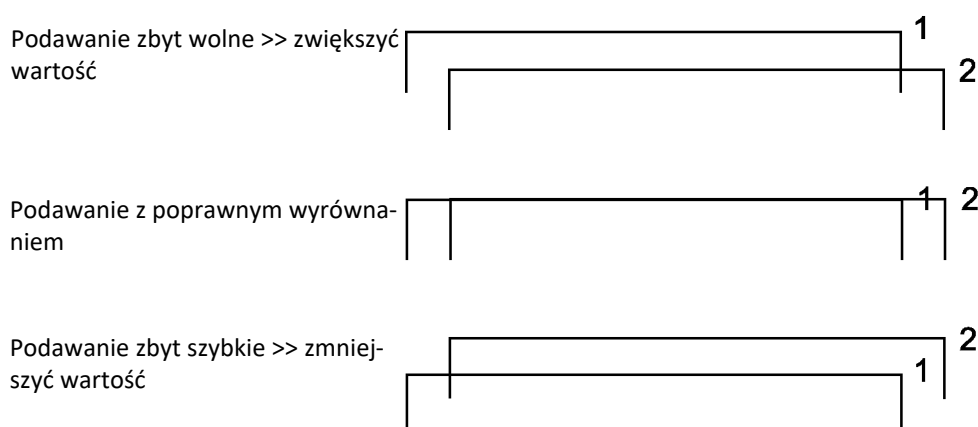 Podawanie zbyt wolne >> zwiększyć
wartość
1
2
Podawanie z poprawnym wyrówna-
niem
1 2
Podawanie zbyt szybkie >> zmniej-
szyć wartość
2
1